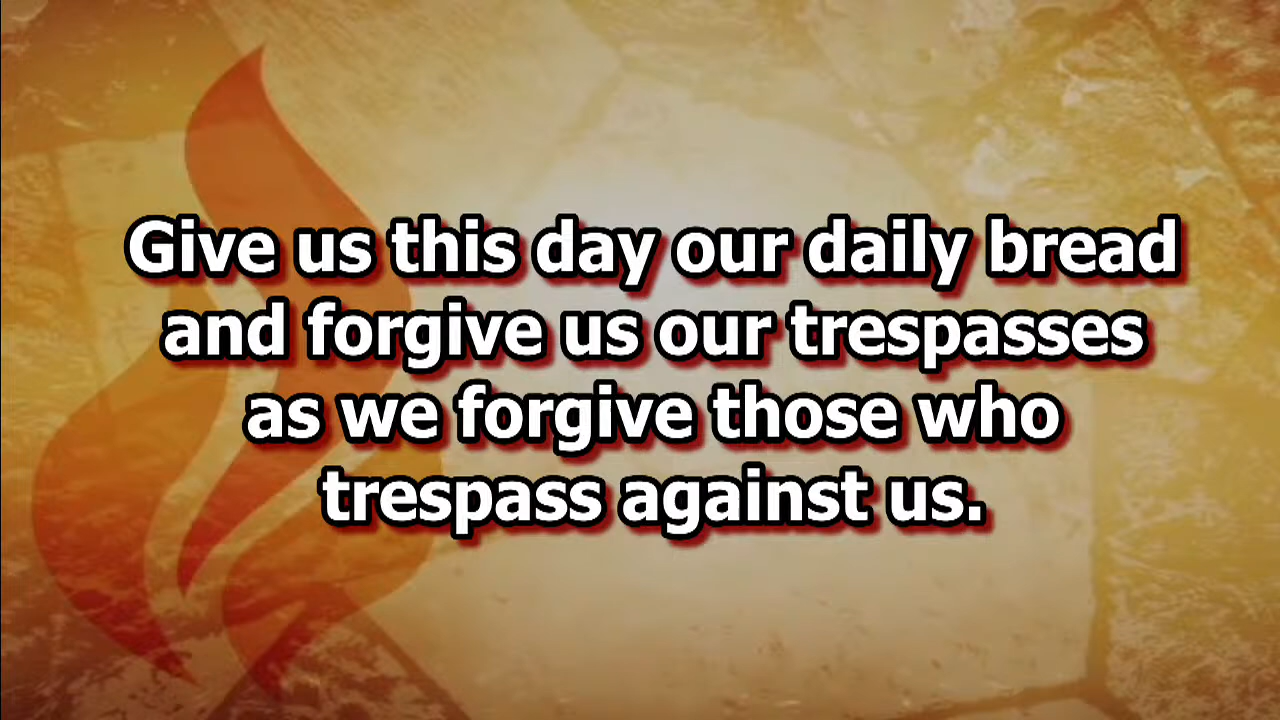 Give us this day our daily bread
and forgive us our trespasses
as we forgive those who
trespass against us.